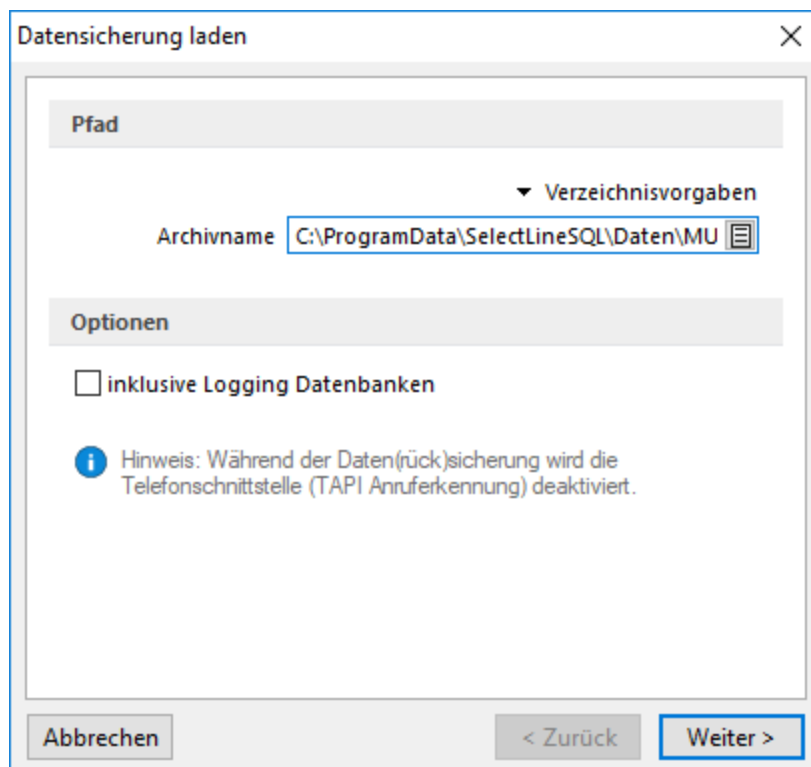 Datensicherung laden
Pfad
Verzeichnisvorgaben
Archivname C:\ProgramData\SelectLineSQL\Daten\MU
Optionen
inklusive Logging Datenbanken
Hinweis: Während der Daten(rück)sicherung wird die
Telefonschnittstelle (TAPI Anruferkennung) deaktiviert.
Abbrechen < Zurück Weiter >